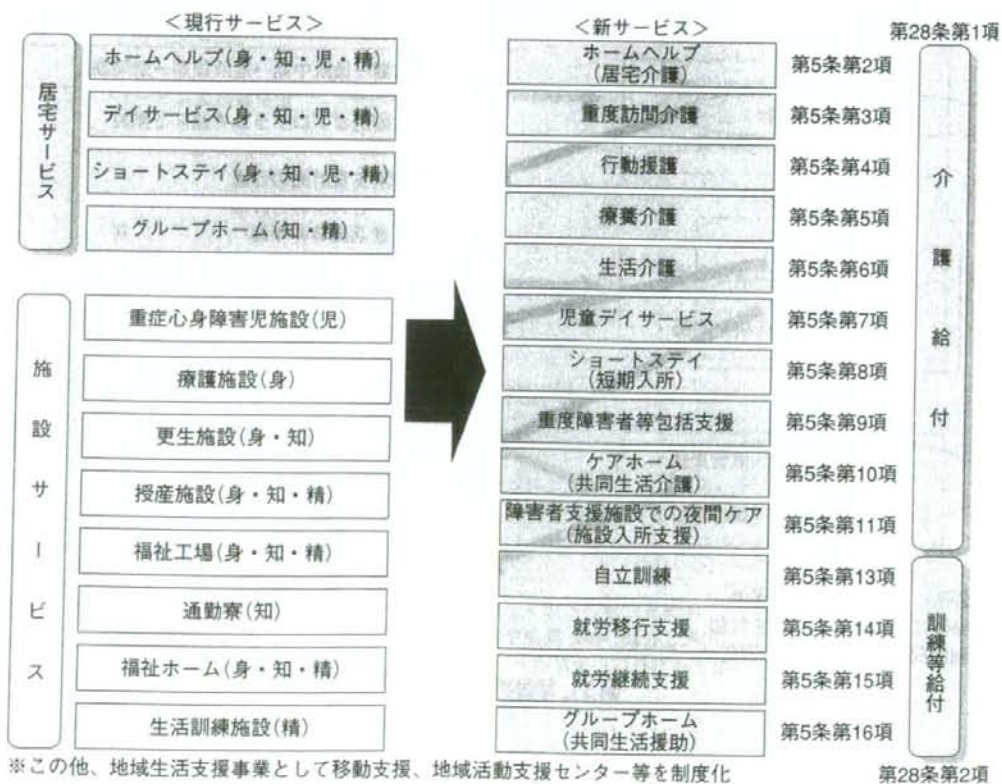 <現行サービス>
居宅サービス
ホームヘルプ(身・知・児・精)
デイサービス(身・知・児・精)
ショートステイ(身・知・児・精)
グループホーム(知・精)
施設サービス
重症心身障害児施設(児)
療護施設(身)
更生施設(身・知)
授産施設(身・知・精)
福祉工場(身・知・精)
通勤寮(知)
福祉ホーム(身・知・精)
生活訓練施設(精)
<新サービス>
第28条第1項
ホームヘルプ
(居宅介護)
第5条第2項
重度訪問介護
第5条第3項
行動援護
第5条第4項
療養介護
第5条第5項
生活介護
第5条第6項
児童デイサービス
第5条第7項
ショートステイ
(短期入所)
第5条第8項
重度障害者等包括支援
第5条第9項
ケアホーム
(共同生活介護)
第5条第10項
障害者支援施設での夜間ケア
(施設入所支援)
第5条第11項
介護給付
自立訓練
第5条第13項
就労移行支援
第5条第14項
就労継続支援
第5条第15項
グループホーム
(共同生活援助)
第5条第16項
訓練等給付
※この他、地域生活支援事業として移動支援、地域活動支援センター等を制度化
第28条第2項